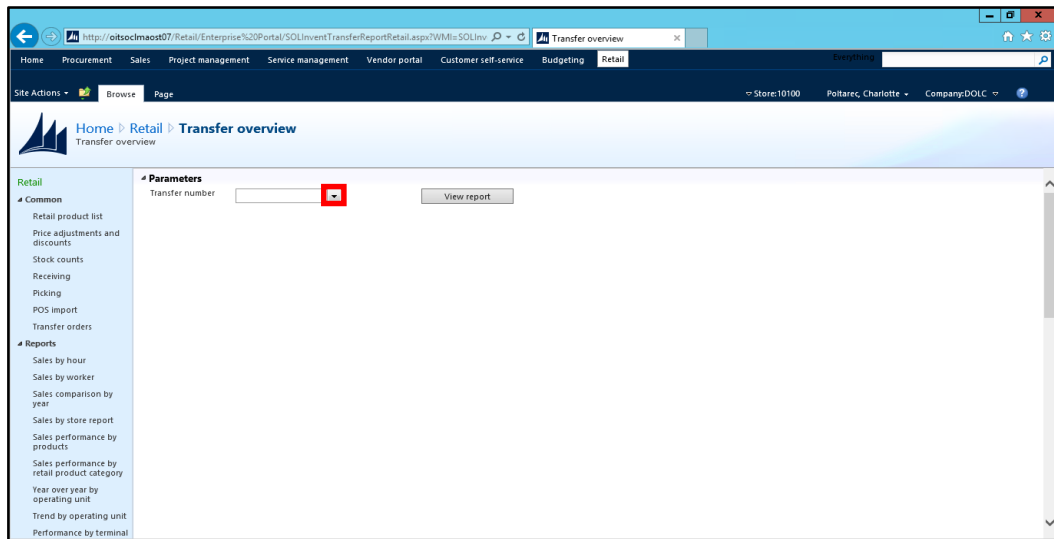 http://oitsoclmaost07/Retail/Enterprise%20Portal/SOLInventTransferReportRetail.aspx?WMI=SOLInv
Transfer overview
Home Procurement Sales Project management Service management Vendor portal Customer self-service Budgeting Retail
Everything
Site Actions Browse Page
Store:10100 Poltarec, Charlotte Company:DOLC
Home Retail Transfer overview
Transfer overview
Retail
Common
Retail product list
Price adjustments and
discounts
Stock counts
Receiving
Picking
POS import
Transfer orders
Reports
Sales by hour
Sales by worker
Sales comparison by
year
Sales by store report
Sales performance by
products
Sales performance by
retail product category
Year over year by
operating unit
Trend by operating unit
Performance by terminal
Parameters
Transfer number
View report